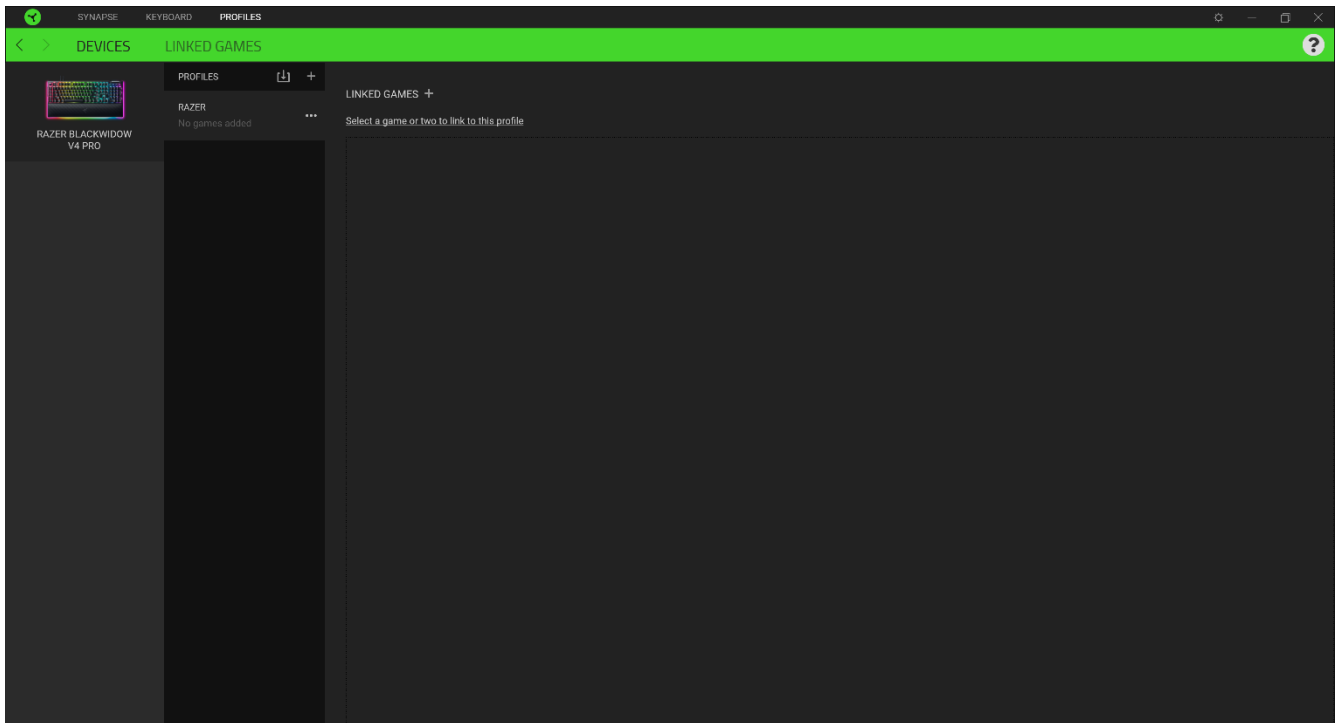 SYNAPSE KEYBOARD PROFILES
DEVICES LINKED GAMES
?
RAZER BLACKWIDOW
V4 PRO
PROFILES
RAZER
No games added
LINKED GAMES +
Select a game or two to link to this profile